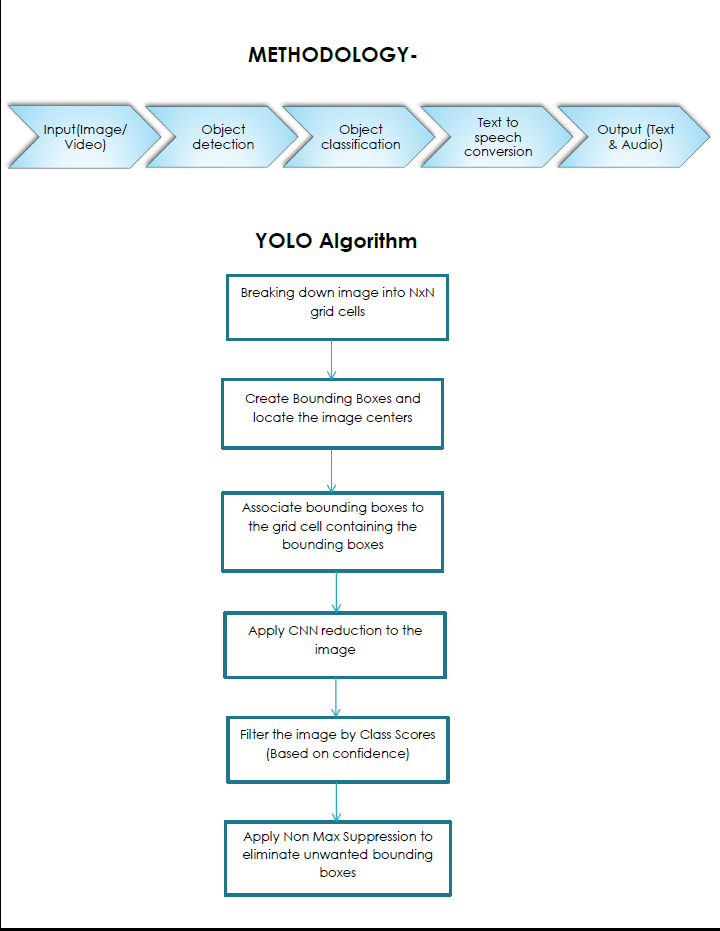 METHODOLOGY-
Input(Image/
Video)
Object
detection
Object
classification
Text to
speech
conversion
Output (Text
& Audio)
YOLO Algorithm
Breaking down image into NxN
grid cells
Create Bounding Boxes and
locate the image centers
Associate bounding boxes to
the grid cell containing the
bounding boxes
Apply CNN reduction to the
image
Filter the image by Class Scores
(Based on confidence)
Apply Non Max Suppression to
eliminate unwanted bounding
boxes